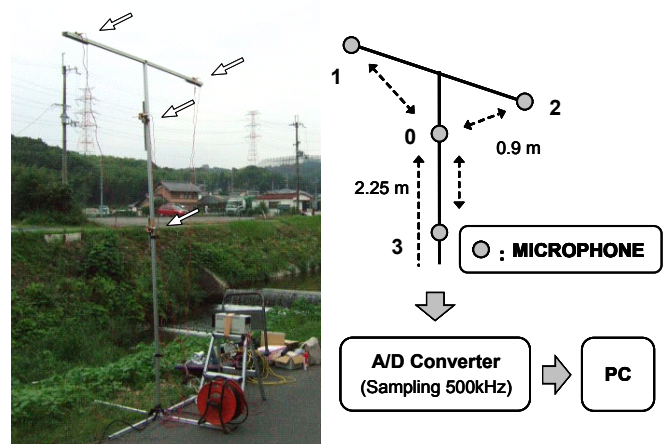 1
2
0
0.9 m
2.25 m
3
: MICROPHONE
A/D Converter
(Sampling 500kHz)
PC